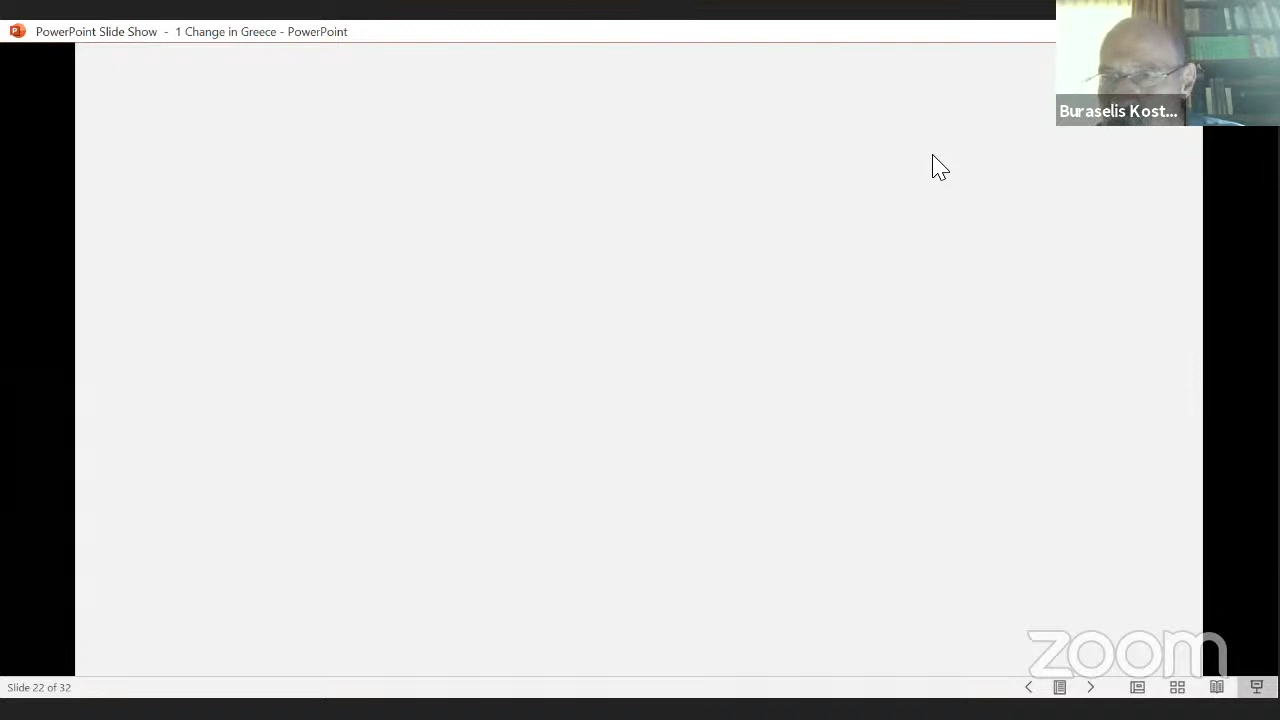 PowerPoint Slide Show - 1 Change in Greece - PowerPoint
Buraselis Kost...
zoom
Slide 22 of 32